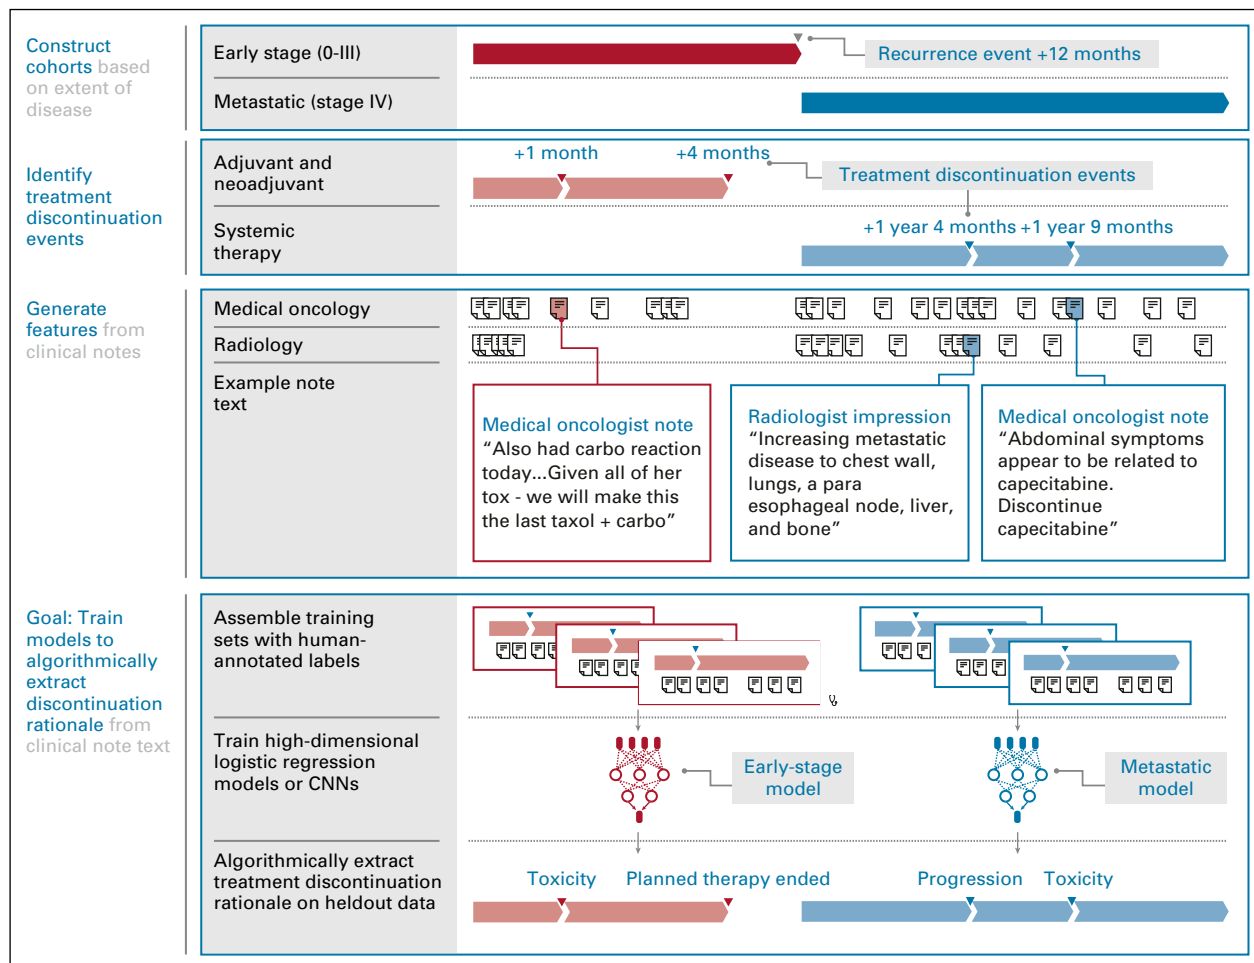 Construct
cohorts based
on extent of
disease
Early stage (0-III)
Recurrence event +12 months
Metastatic (stage IV)
Identify
treatment
discontinuation
events
Adjuvant and
neoadjuvant
+1 month
+4 months
Treatment discontinuation events
Systemic
therapy
+1 year 4 months +1 year 9 months
Generate
features from
clinical notes
Medical oncology
Radiology
Example note
text
Medical oncologist note
“Also had carbo reaction
today...Given all of her
tox - we will make this
the last taxol + carbo”
Radiologist impression
“Increasing metastatic
disease to chest wall,
lungs, a para
esophageal node, liver,
and bone”
Medical oncologist note
“Abdominal symptoms
appear to be related to
capecitabine.
Discontinue
capecitabine”
Goal: Train
models to
algorithmically
extract
discontinuation
rationale from
clinical note text
Assemble training
sets with human-
annotated labels
Train high-dimensional
logistic regression
models or CNNs
Early-stage
model
Metastatic
model
Algorithmically extract
treatment discontinuation
rationale on heldout data
Toxicity
Planned therapy ended
Progression
Toxicity